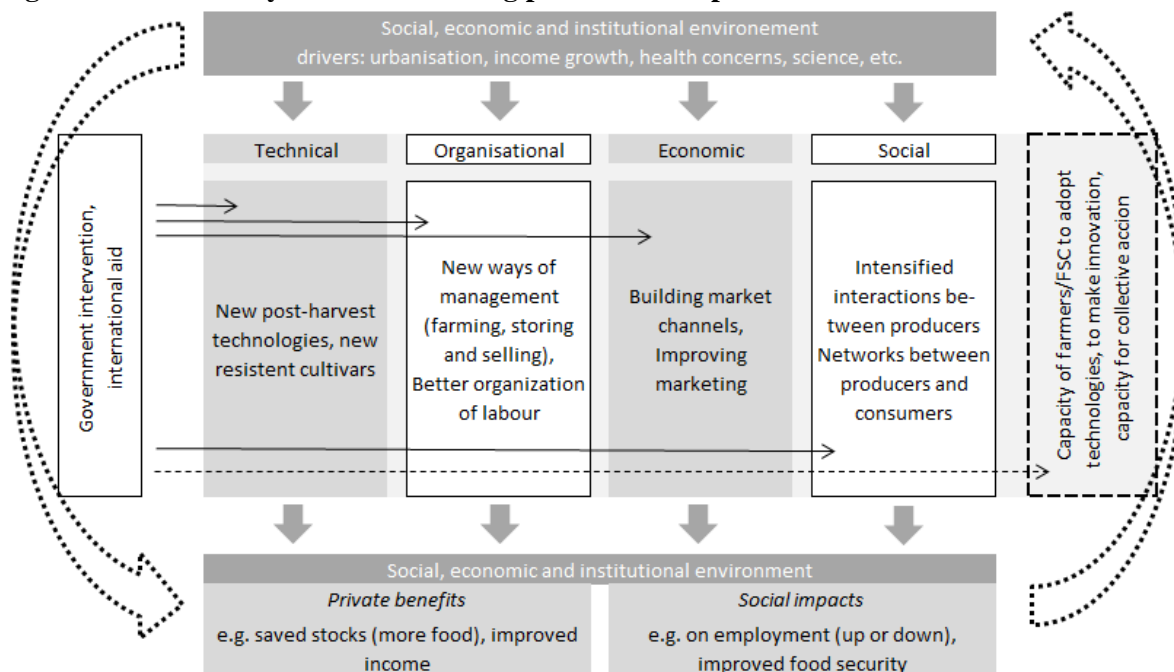 Social, economic and institutional environement
drivers: urbanisation, income growth, health concerns, science, etc.
Government intervention,
international aid
Technical
Organisational
Economic
Social
New post-harvest
technologies, new
resistent cultivars
New ways of
management
(farming, storing
and selling),
Better organization
of labour
Building market
channels,
Improving
marketing
Intensified
interactions be-
tween producers
Networks between
producers and
consumers
Capacity of farmers/FSC to adopt
technologies, to make innovation,
capacity for collective accion
Social, economic and institutional environment
Private benefits
e.g. saved stocks (more food), improved
income
Social impacts
e.g. on employment (up or down),
improved food security